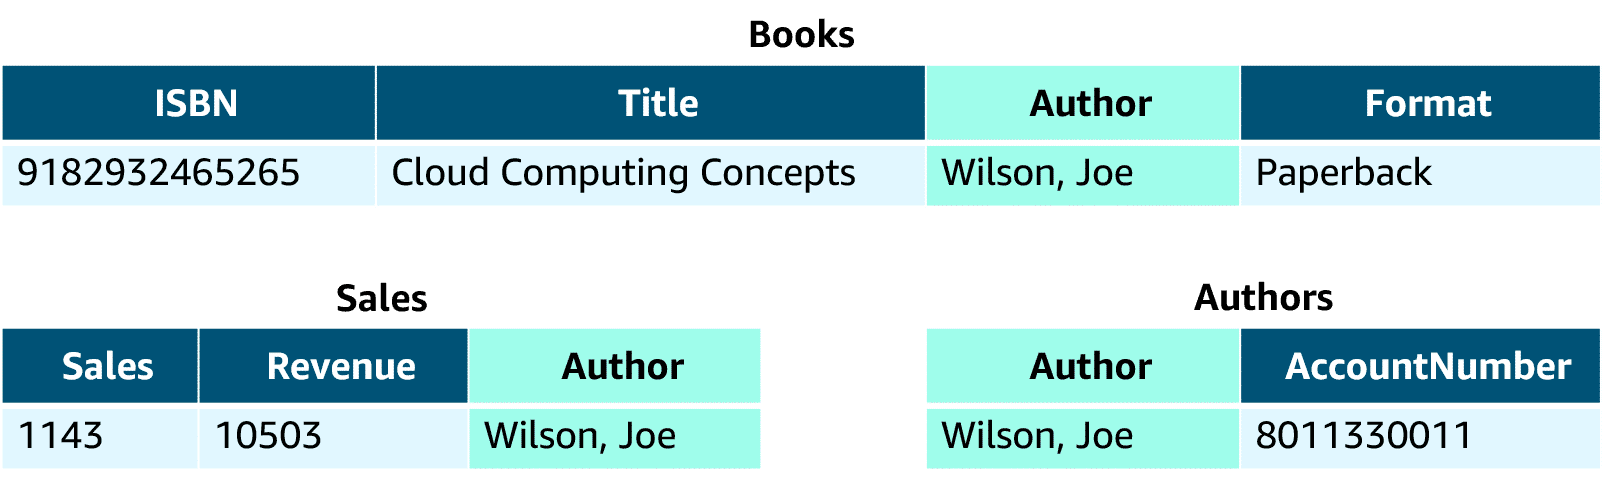 Books
ISBN Title Author Format
9182932465265 Cloud Computing Concepts Wilson, Joe Paperback
Sales
Sales Revenue Author
1143 10503 Wilson, Joe
Authors
Author AccountNumber
Wilson, Joe 8011330011